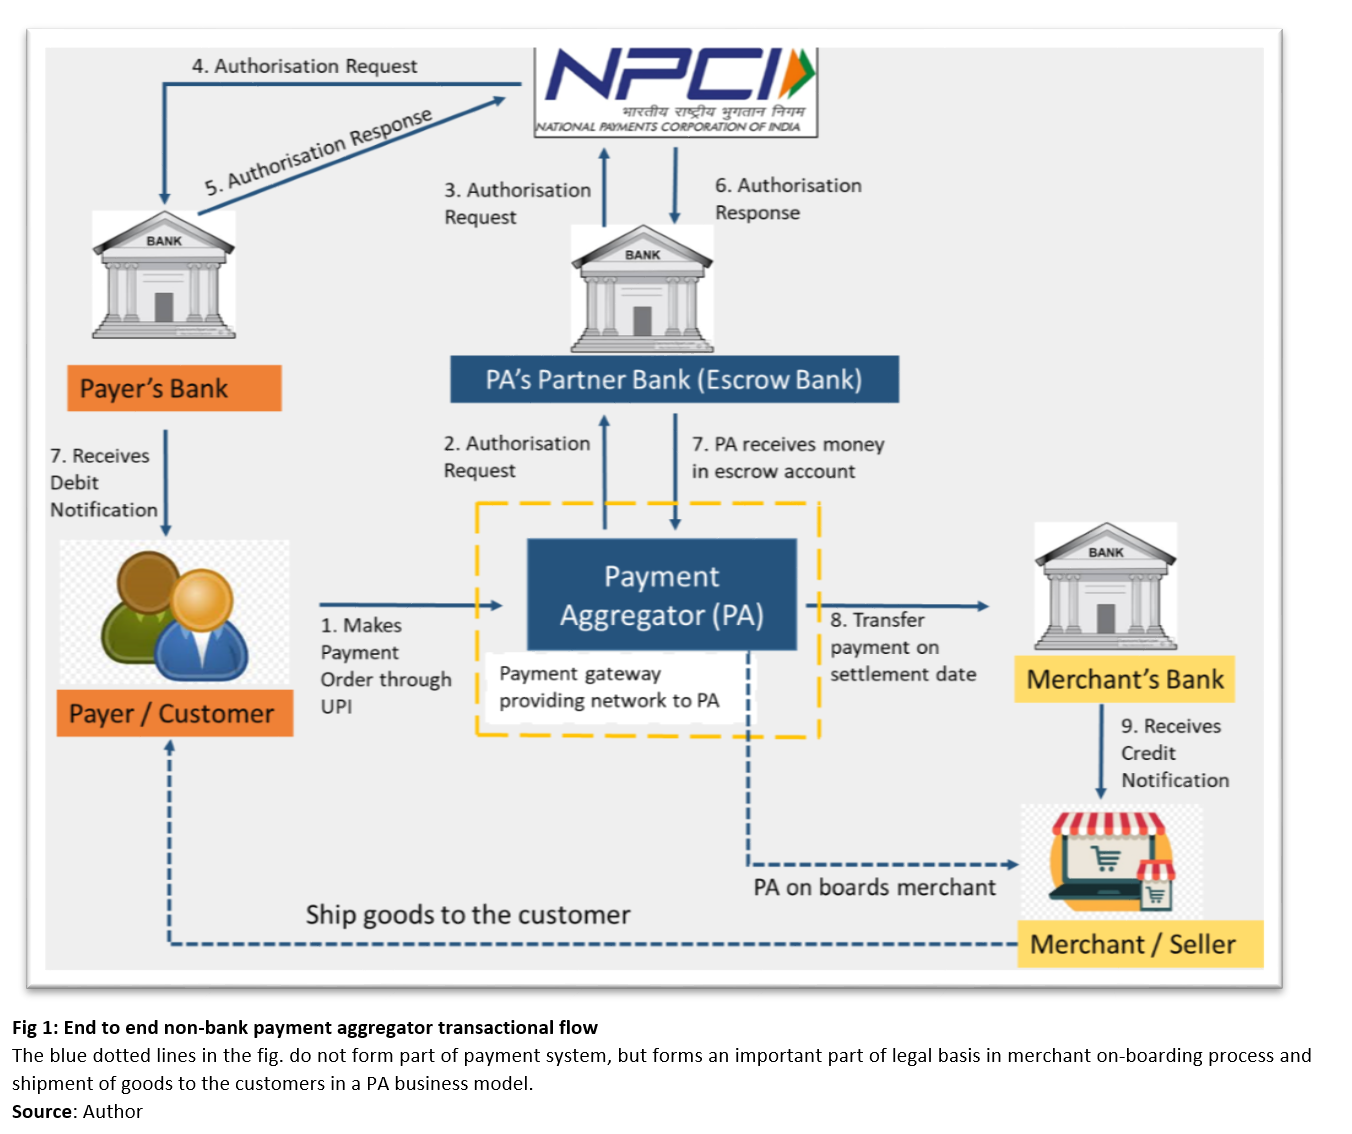 4. Authorisation Request
NPCI
भारतीय राष्ट्रीय भुगतान निगम
NATIONAL PAYMENTS CORPORATION OF INDIA
5. Authorisation Response
3. Authorisation
Request
6. Authorisation
Response
BANK
BANK
Payer's Bank
PA's Partner Bank (Escrow Bank)
7. Receives
Debit
Notification
2. Authorisation
Request
7. PA receives money
in escrow account
BANK
Payment
Aggregator (PA)
1. Makes
Payment
Order through
UPI
8. Transfer
payment on
settlement date
Payment gateway
providing network to PA
Merchant's Bank
Payer / Customer
9. Receives
Credit
Notification
PA on boards merchant
Ship goods to the customer
Merchant / Seller
Fig 1: End to end non-bank payment aggregator transactional flow
The blue dotted lines in the fig. do not form part of payment system, but forms an important part of legal basis in merchant on-boarding process and
shipment of goods to the customers in a PA business model.
Source: Author